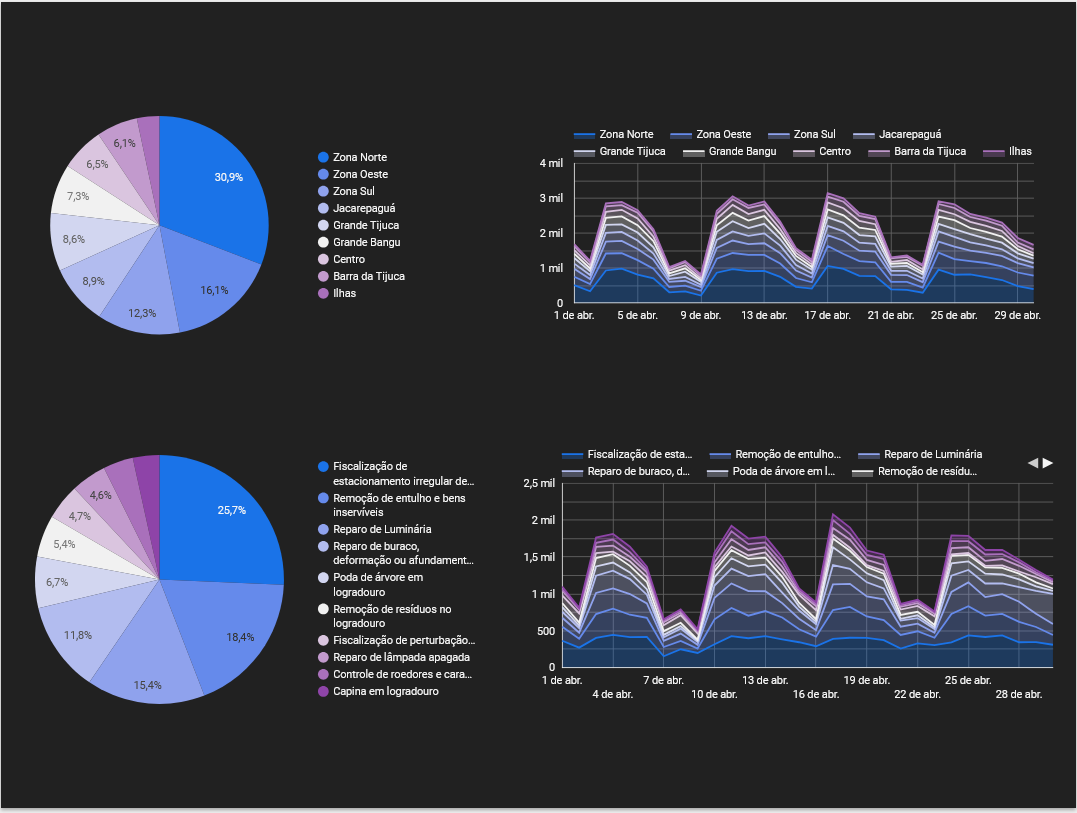 30,9%
16,1%
12,3%
8,9%
8,6%
7,3%
6,5%
6,1%
Zona Norte
Zona Oeste
Zona Sul
Jacarepaguá
Grande Tijuca
Grande Bangu
Centro
Barra da Tijuca
Ilhas
Zona Norte Zona Oeste Zona Sul Jacarepaguá
Grande Tijuca Grande Bangu Centro Barra da Tijuca Ilhas
4 mil
3 mil
2 mil
1 mil
0
1 de abr. 5 de abr. 9 de abr. 13 de abr. 17 de abr. 21 de abr. 25 de abr. 29 de abr.
25,7%
18,4%
15,4%
11,8%
6,7%
5,4%
4,7%
4,6%
Fiscalização de
estacionamento irregular de...
Remoção de entulho e bens
inservíveis
Reparo de Luminária
Reparo de buraco,
deformação ou afundament...
Poda de árvore em
logradouro
Remoção de resíduos no
logradouro
Fiscalização de perturbação...
Reparo de lâmpada apagada
Controle de roedores e cara...
Capina em logradouro
Fiscalização de esta... Remoção de entulho... Reparo de Luminária
Reparo de buraco, d... Poda de árvore em l... Remoção de resídu...
2,5 mil
2 mil
1,5 mil
1 mil
500
0
1 de abr. 7 de abr. 13 de abr. 19 de abr. 25 de abr.
4 de abr. 10 de abr. 16 de abr. 22 de abr. 28 de abr.